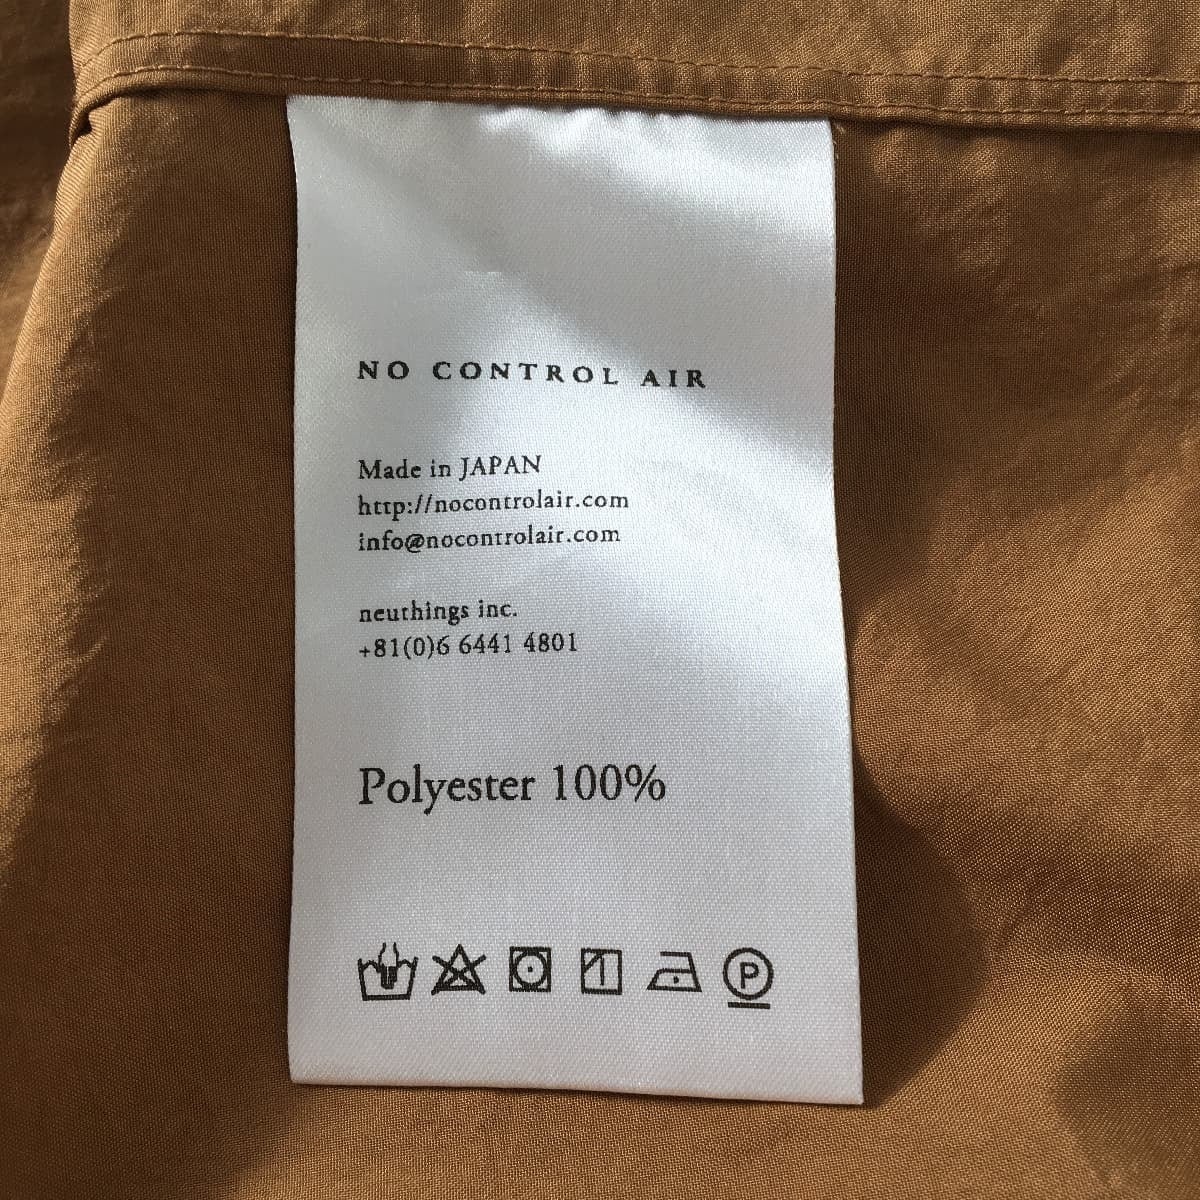 NO CONTROL AIR
Made in JAPAN
http://nocontrolair.com
info@nocontrolair.com
neuthings inc.
+81(0)6 6441 4801
Polyester 100%
P